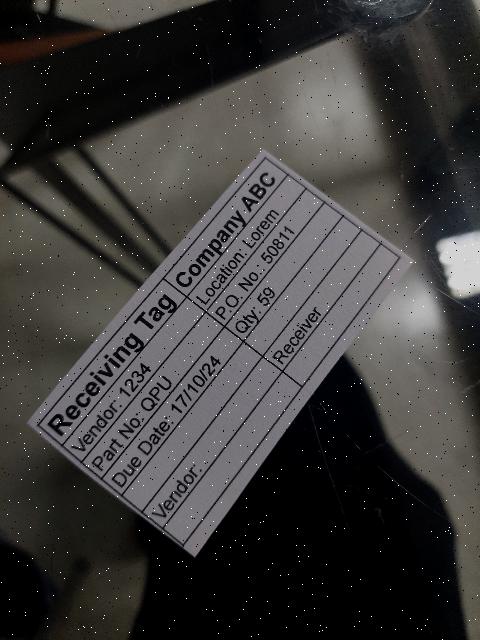 Receiving Tag Company ABC
Vendor: 1234 Location: Lorem
Part No: QPU P.O. No.: 50811
Due Date: 17/10/24 Qty: 59
Vendor: Receiver